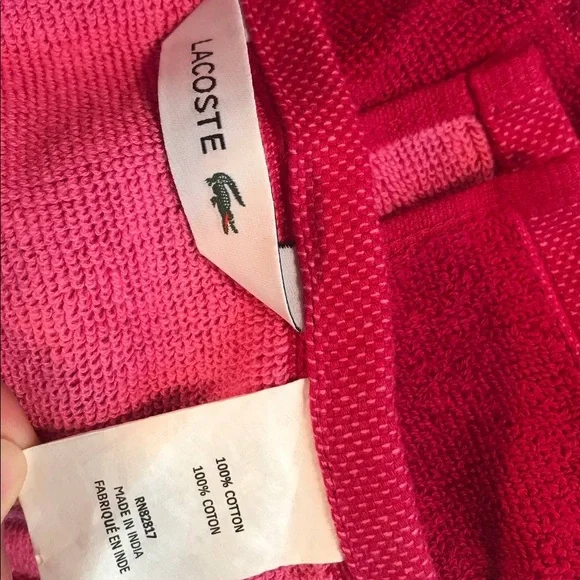 LACOSTE
100% COTTON
100% COTON
RN82817
MADE IN INDIA
FABRIQUÉ EN INDE